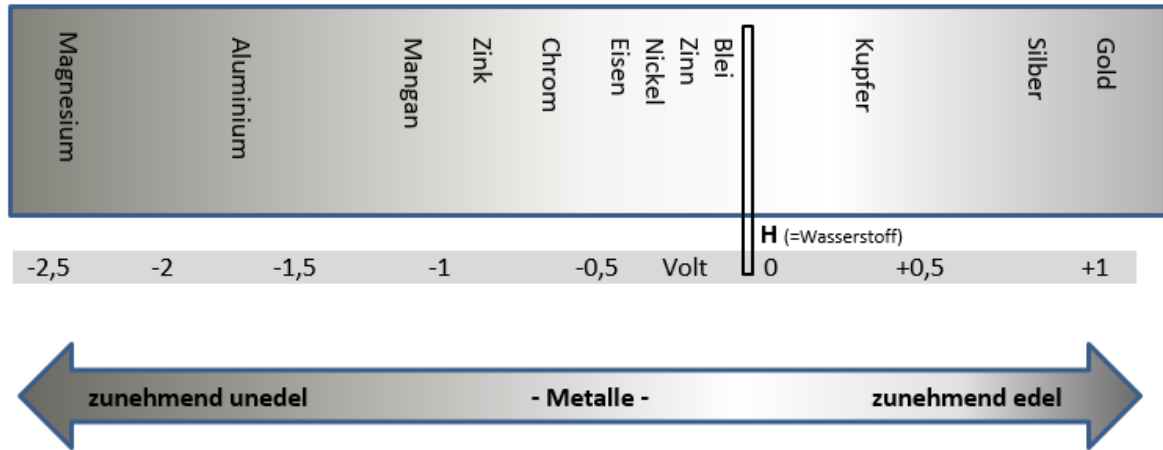 Magnesium
Aluminium
Mangan
Zink
Chrom
Eisen
Nickel
Zinn
Blei
Kupfer
Silber
Gold
H (=Wasserstoff)
-2,5 -2 -1,5 -1 -0,5 Volt 0 +0,5 +1
zunehmend unedel - Metalle - zunehmend edel